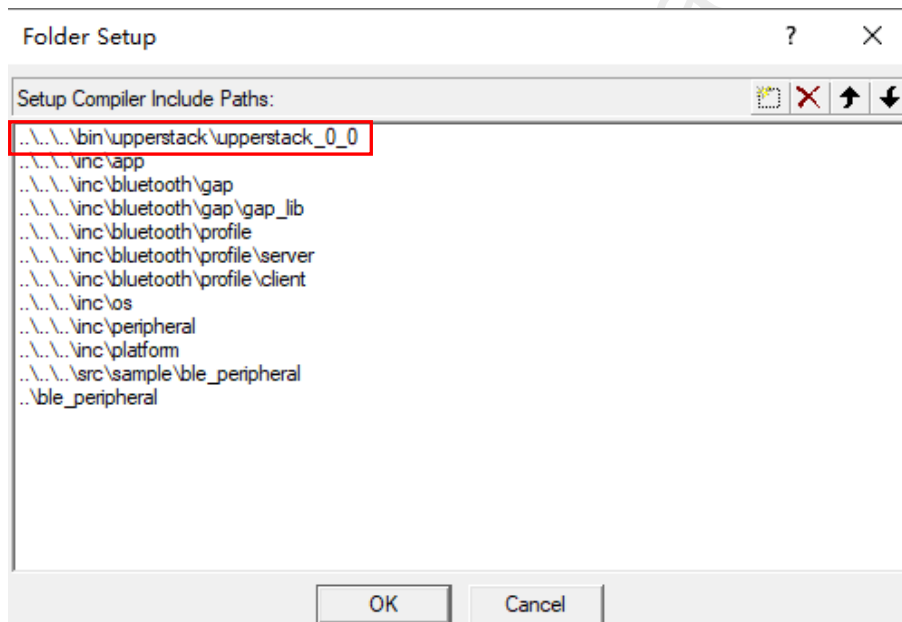 Folder Setup
Setup Compiler Include Paths:
..\..\..\bin\upperstack\upperstack_0_0
..\..\..\inc\app
..\..\..\inc\bluetooth\gap
..\..\..\inc\bluetooth\gap\gap_lib
..\..\..\inc\bluetooth\profile
..\..\..\inc\bluetooth\profile\server
..\..\..\inc\bluetooth\profile\client
..\..\..\inc\os
..\..\..\inc\peripheral
..\..\..\inc\platform
..\..\..\src\sample\ble_peripheral
..\ble_peripheral
OK Cancel